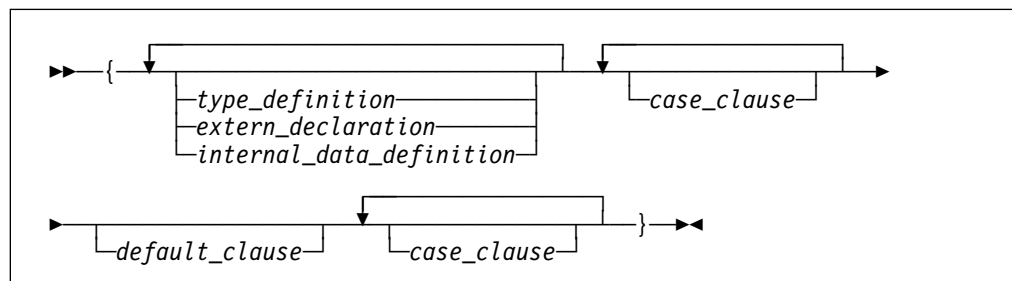 { case_clause
type_definition
extern_declaration
internal_data_definition
default_clause case_clause }